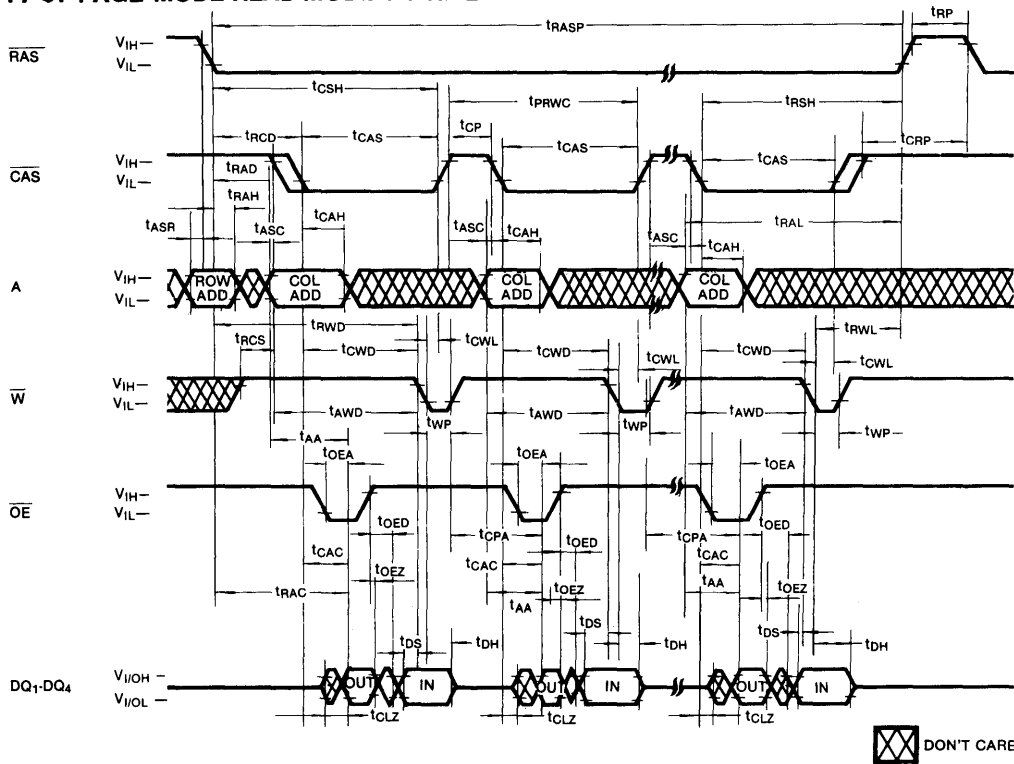 tRASP
tRP
RAS
VIH—
VIL—
tCSH
tPRWC
tRSH
tRCD
tCAS
tCP
tCAS
tCAS
tCRP
CAS
VIH—
VIL—
tRAD
tRAH
tRAL
tASR
tASC
tCAH
tASC
tCAH
tASC
tCAH
A
VIH—
VIL—
ROW ADD
COL ADD
COL ADD
COL ADD
tRWD
tRWL
tRCS
tCWD
tCWL
tCWD
tCWL
tCWD
tCWL
W
VIH—
VIL—
tAWD
tWP
tAWD
tWP
tAWD
tWP
tAA
tOEA
tOEA
tOEA
OE
VIH—
VIL—
tOED
tCPA
tOED
tCPA
tOED
tCAC
tOEZ
tCAC
tOEZ
tCAC
tOEZ
tRAC
tAA
tAA
tDS
tDH
tDS
tDH
tDS
tDH
DQ1-DQ4
VI/OH—
VI/OL—
OUT
IN
OUT
IN
OUT
IN
tCLZ
tCLZ
tCLZ
DON'T CARE